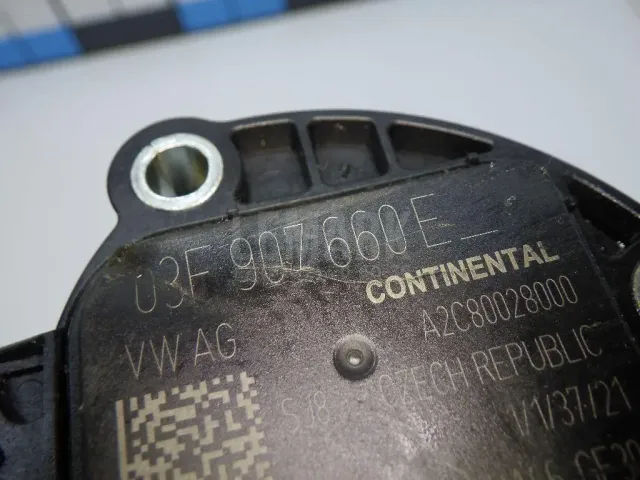 03F 907 660 E _
CONTINENTAL
A2C80028000
VW AG
CZECH REPUBLIC
1/1/37/21